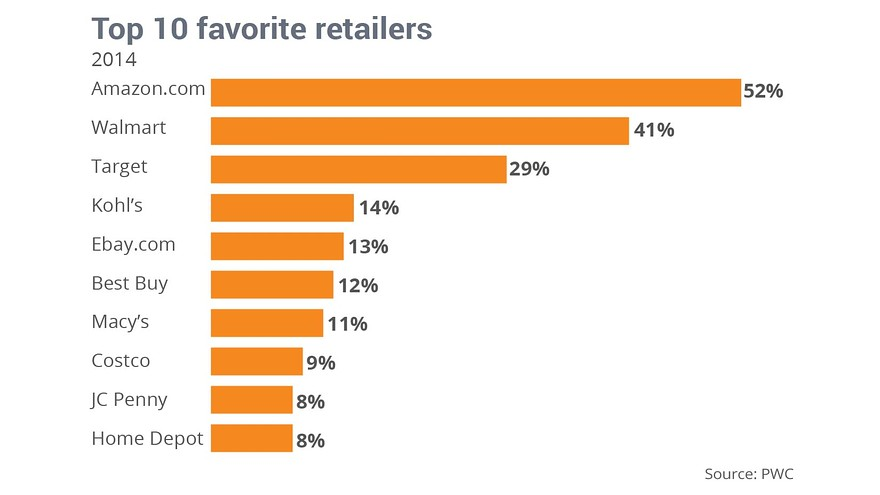 Top 10 favorite retailers
2014
Amazon.com 52%
Walmart 41%
Target 29%
Kohl’s 14%
Ebay.com 13%
Best Buy 12%
Macy’s 11%
Costco 9%
JC Penny 8%
Home Depot 8%
Source: PWC